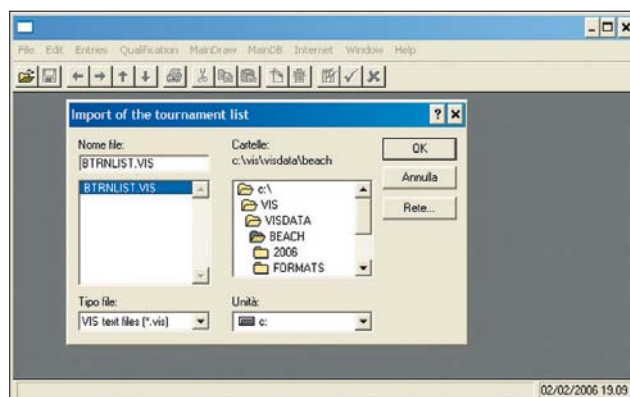 File Edit Entries Qualification MainDraw MainDB Internet Window Help
Import of the tournament list
Nome file:
BTRNLIST.VIS
BTRNLIST.VIS
Tipo file:
VIS text files (*.vis)
Cartelle:
c:\vis\visdata\beach
c:\
VIS
VISDATA
BEACH
2006
FORMATS
Unità:
c:
OK
Annulla
Rete...
02/02/2006 19.09